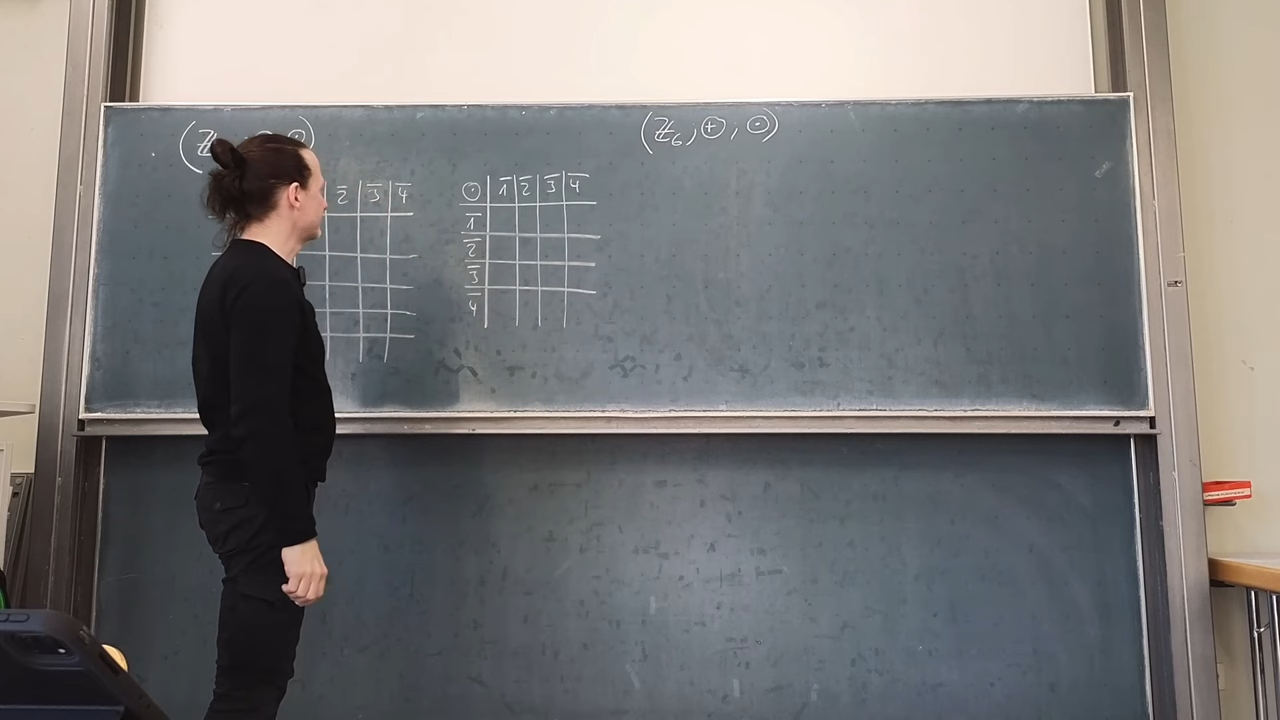 (ℤ
(ℤ₆, ⊕, ⊙)
2̄ 3̄ 4̄
⊙ 1̄ 2̄ 3̄ 4̄
1̄
2̄
3̄
4̄